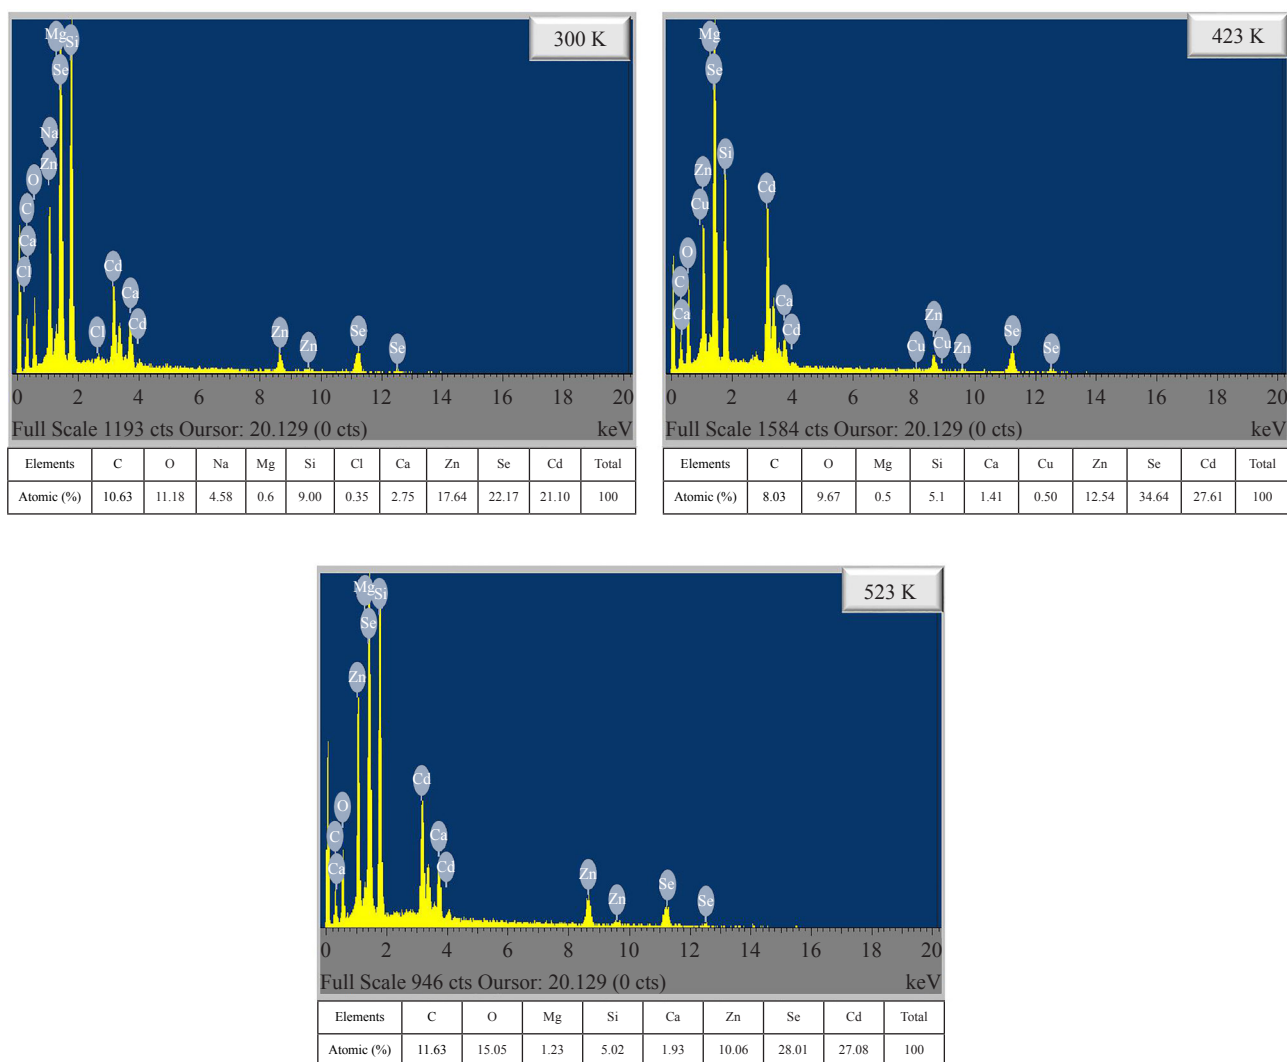 300 K
Mg
Si
Se
Na
Zn
O
C
Ca
Cl
Cd
Ca
Cl
Cd
Zn
Zn
Se
Se
0 2 4 6 8 10 12 14 16 18 20
Full Scale 1193 cts Oursor: 20.129 (0 cts) keV
Elements C O Na Mg Si Cl Ca Zn Se Cd Total
Atomic (%) 10.63 11.18 4.58 0.6 9.00 0.35 2.75 17.64 22.17 21.10 100
423 K
Mg
Se
Si
Zn
Cu
Cd
O
C
Ca
Ca
Cd
Zn
Cu
Cu
Zn
Se
Se
0 2 4 6 8 10 12 14 16 18 20
Full Scale 1584 cts Oursor: 20.129 (0 cts) keV
Elements C O Mg Si Ca Cu Zn Se Cd Total
Atomic (%) 8.03 9.67 0.5 5.1 1.41 0.50 12.54 34.64 27.61 100
523 K
Mg
Si
Se
Zn
Cd
O
C
Ca
Ca
Cd
Zn
Zn
Se
Se
0 2 4 6 8 10 12 14 16 18 20
Full Scale 946 cts Oursor: 20.129 (0 cts) keV
Elements C O Mg Si Ca Zn Se Cd Total
Atomic (%) 11.63 15.05 1.23 5.02 1.93 10.06 28.01 27.08 100